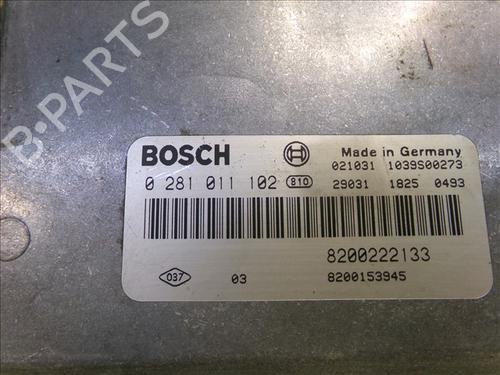 B-PARTS
BOSCH Made in Germany
021031 1039S00273
0 281 011 102 810 29031 1825 0493
8200222133
037 03 8200153945